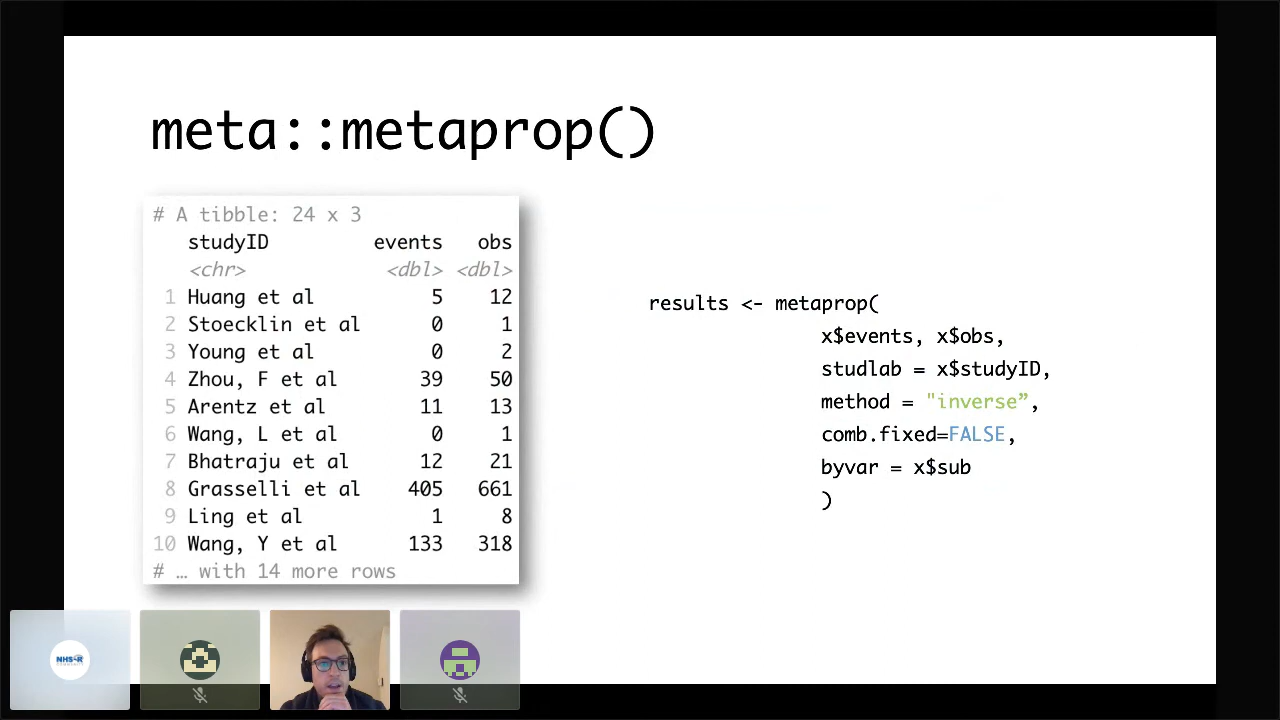 meta::metaprop()
# A tibble: 24 x 3
studyID events obs
<chr> <dbl> <dbl>
1 Huang et al 5 12
2 Stoecklin et al 0 1
3 Young et al 0 2
4 Zhou, F et al 39 50
5 Arentz et al 11 13
6 Wang, L et al 0 1
7 Bhatraju et al 12 21
8 Grasselli et al 405 661
9 Ling et al 1 8
10 Wang, Y et al 133 318
# … with 14 more rows
results <- metaprop(
x$events, x$obs,
studlab = x$studyID,
method = "inverse”,
comb.fixed=FALSE,
byvar = x$sub
)
NHS-R
COMMUNITY